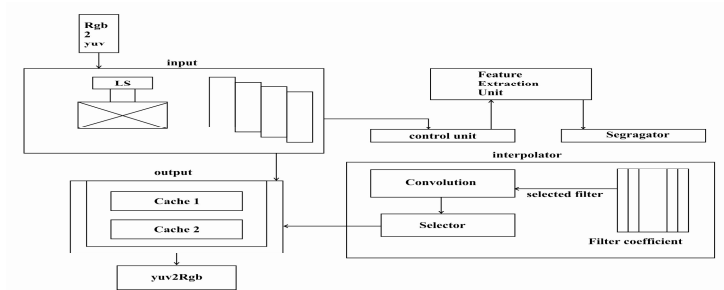 Rgb
2
yuv
input
LS
Feature
Extraction
Unit
control unit
Segragator
interpolator
output
Convolution
Cache 1
selected filter
Cache 2
Selector
Filter coefficient
yuv2Rgb